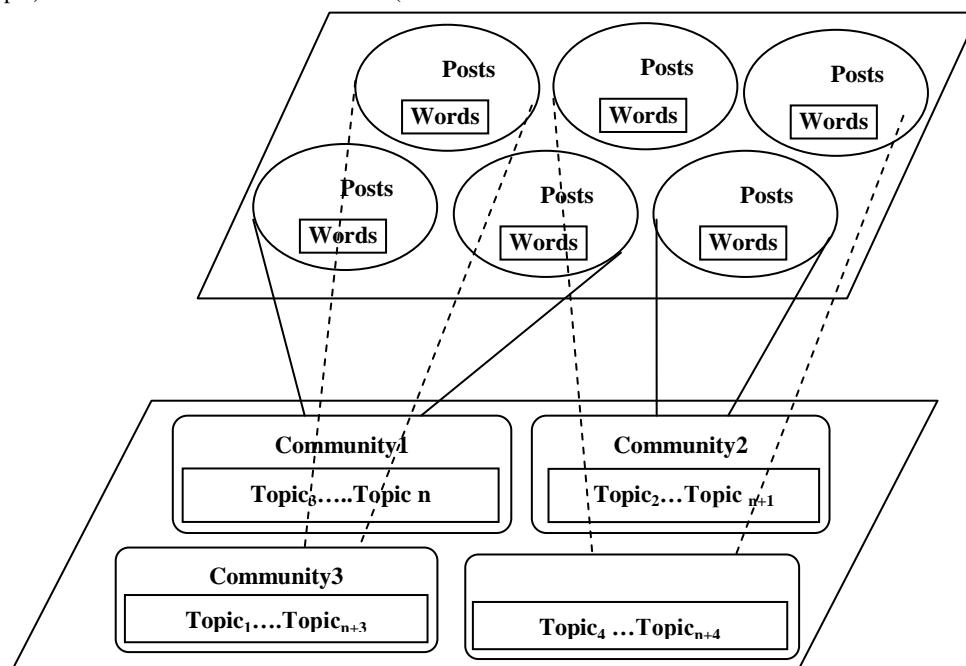 Posts
Posts
Posts
Words
Words
Words
Posts
Posts
Posts
Words
Words
Words
Community1
Community2
Topic₃…..Topic n
Topic₂…Topic ₙ₊₁
Community3
Topic₁….Topicₙ₊₃
Topic₄ …Topicₙ₊₄